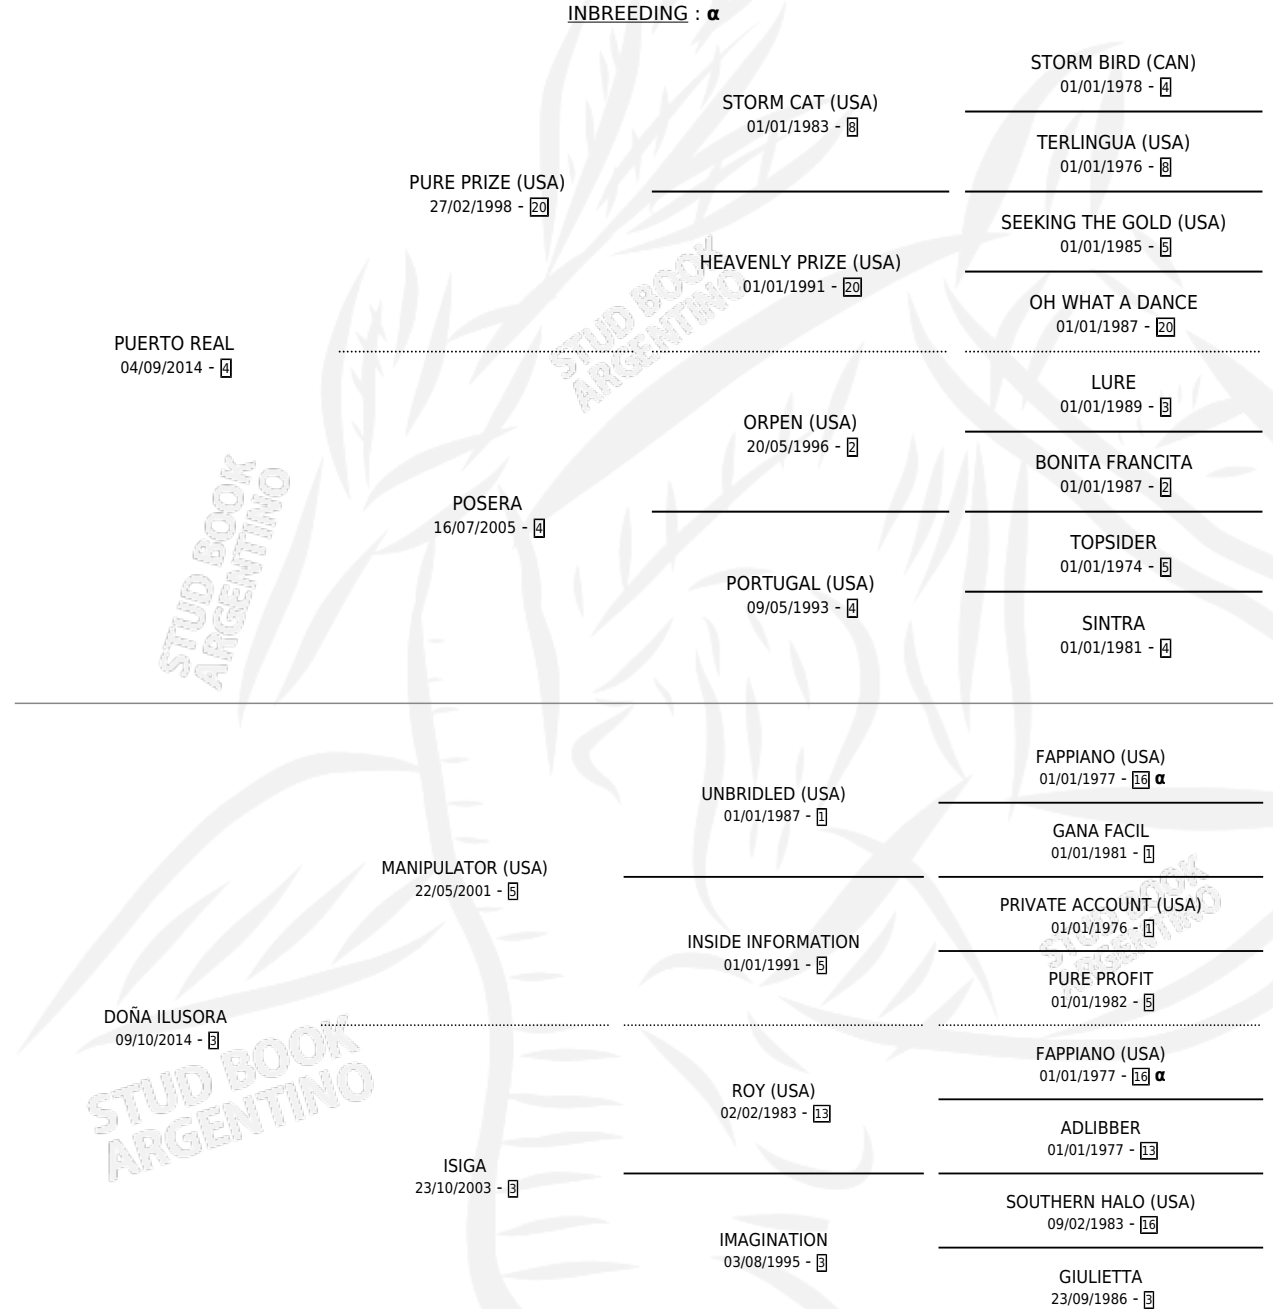 INBREEDING : α
STORM BIRD (CAN)
01/01/1978 - 4
STORM CAT (USA)
01/01/1983 - 8
TERLINGUA (USA)
01/01/1976 - 8
PURE PRIZE (USA)
27/02/1998 - 20
SEEKING THE GOLD (USA)
01/01/1985 - 5
HEAVENLY PRIZE (USA)
01/01/1991 - 20
OH WHAT A DANCE
01/01/1987 - 20
PUERTO REAL
04/09/2014 - 4
LURE
01/01/1989 - 3
ORPEN (USA)
20/05/1996 - 2
BONITA FRANCITA
01/01/1987 - 2
POSERA
16/07/2005 - 4
TOPSIDER
01/01/1974 - 5
PORTUGAL (USA)
09/05/1993 - 4
SINTRA
01/01/1981 - 4
FAPPIANO (USA)
01/01/1977 - 16 α
UNBRIDLED (USA)
01/01/1987 - 1
GANA FACIL
01/01/1981 - 1
MANIPULATOR (USA)
22/05/2001 - 5
PRIVATE ACCOUNT (USA)
01/01/1976 - 1
INSIDE INFORMATION
01/01/1991 - 5
PURE PROFIT
01/01/1982 - 5
DOÑA ILUSORA
09/10/2014 - 3
FAPPIANO (USA)
01/01/1977 - 16 α
ROY (USA)
02/02/1983 - 13
ADLIBBER
01/01/1977 - 13
ISIGA
23/10/2003 - 3
SOUTHERN HALO (USA)
09/02/1983 - 16
IMAGINATION
03/08/1995 - 3
GIULIETTA
23/09/1986 - 3
STUD BOOK
ARGENTINO
STUD BOOK
ARGENTINO
STUD BOOK
ARGENTINO
STUD BOOK
ARGENTINO